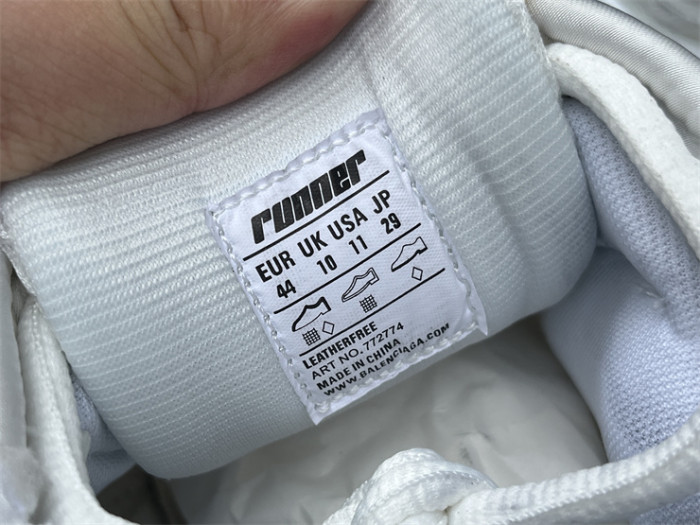 runner
EUR UK USA JP
44 10 11 29
LEATHERFREE
ART NO. 772774
MADE IN CHINA
WWW.BALENCIAGA.COM